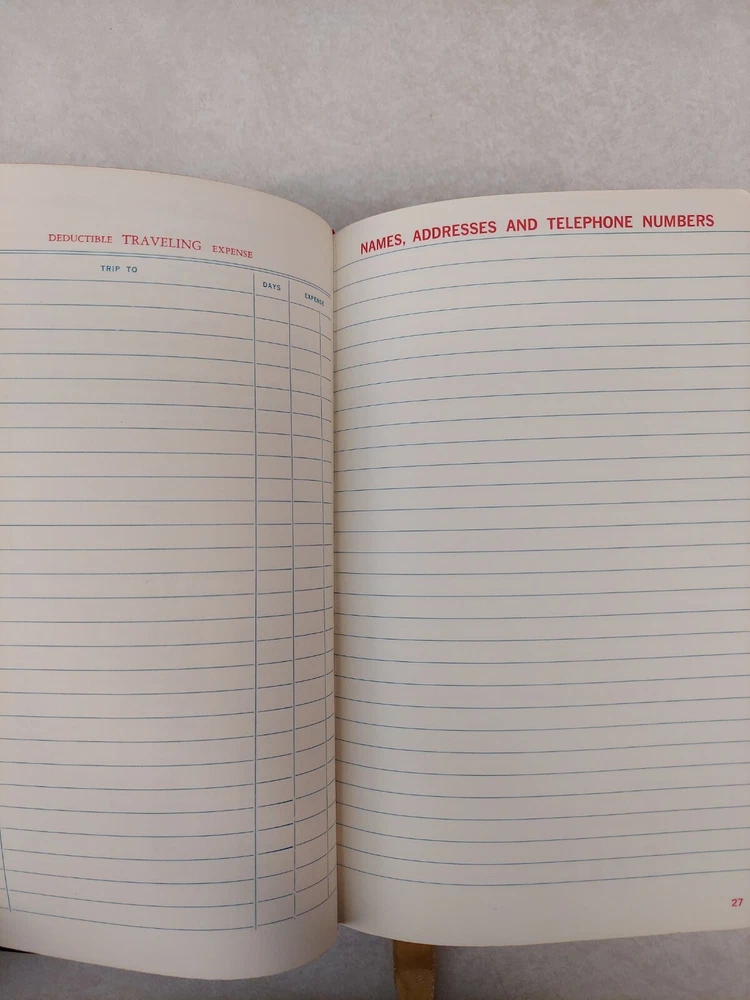 DEDUCTIBLE TRAVELING EXPENSE
TRIP TO
DAYS
EXPENSE
NAMES, ADDRESSES AND TELEPHONE NUMBERS
27